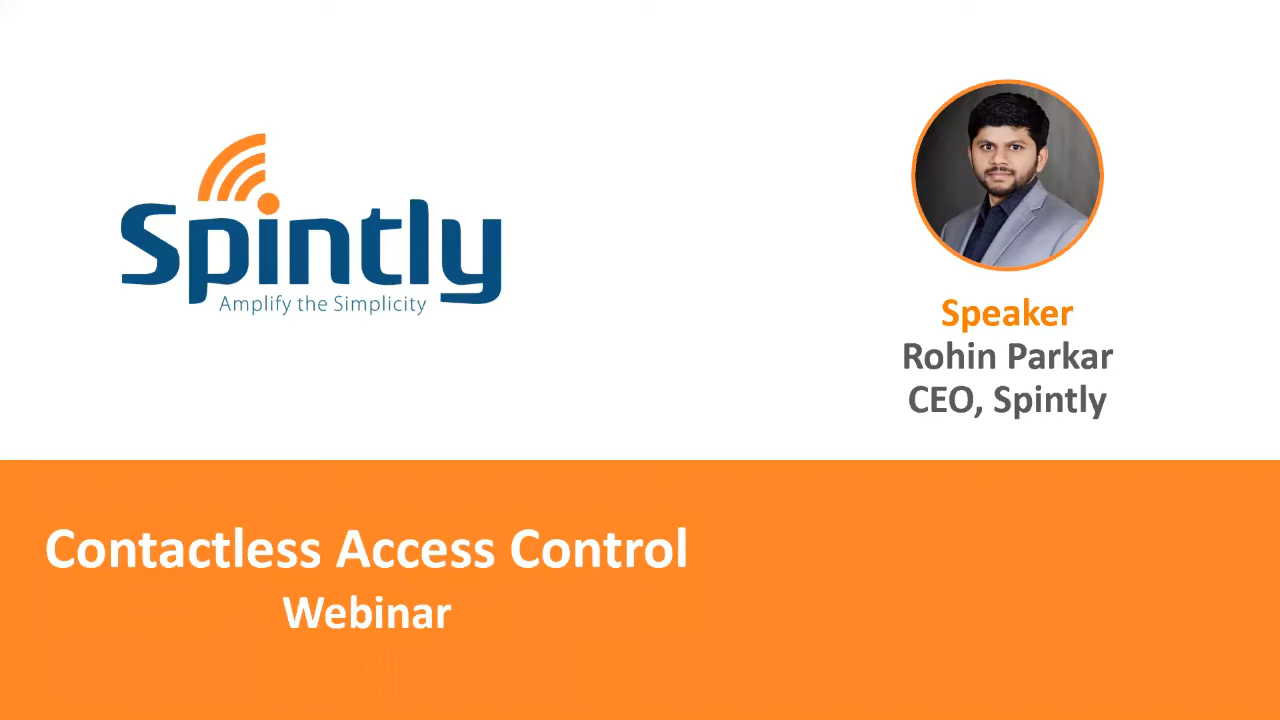 Spintly
Amplify the Simplicity
Speaker
Rohin Parkar
CEO, Spintly
Contactless Access Control
Webinar